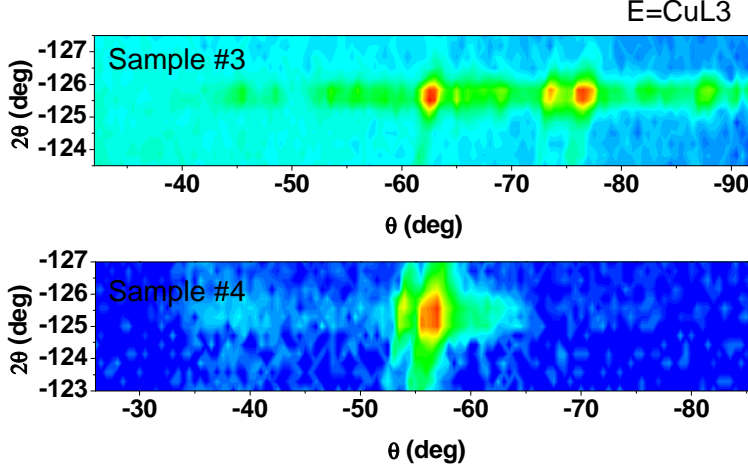 E=CuL3
-127
Sample #3
-126
-125
-124
2θ (deg)
-40 -50 -60 -70 -80 -90
θ (deg)
-127
Sample #4
-126
-125
-124
-123
2θ (deg)
-30 -40 -50 -60 -70 -80
θ (deg)